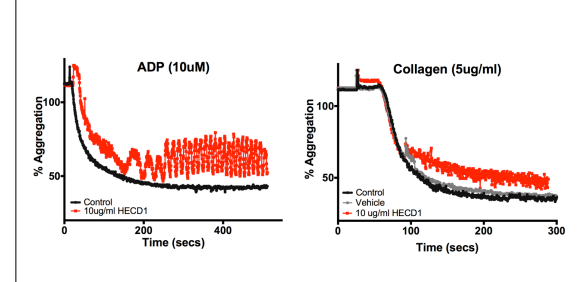 ADP (10uM)
% Aggregation
100
50
Control
10ug/ml HECD1
0
200
400
Time (secs)
Collagen (5ug/ml)
% Aggregation
100
50
Control
Vehicle
10 ug/ml HECD1
0
100
200
300
Time (secs)